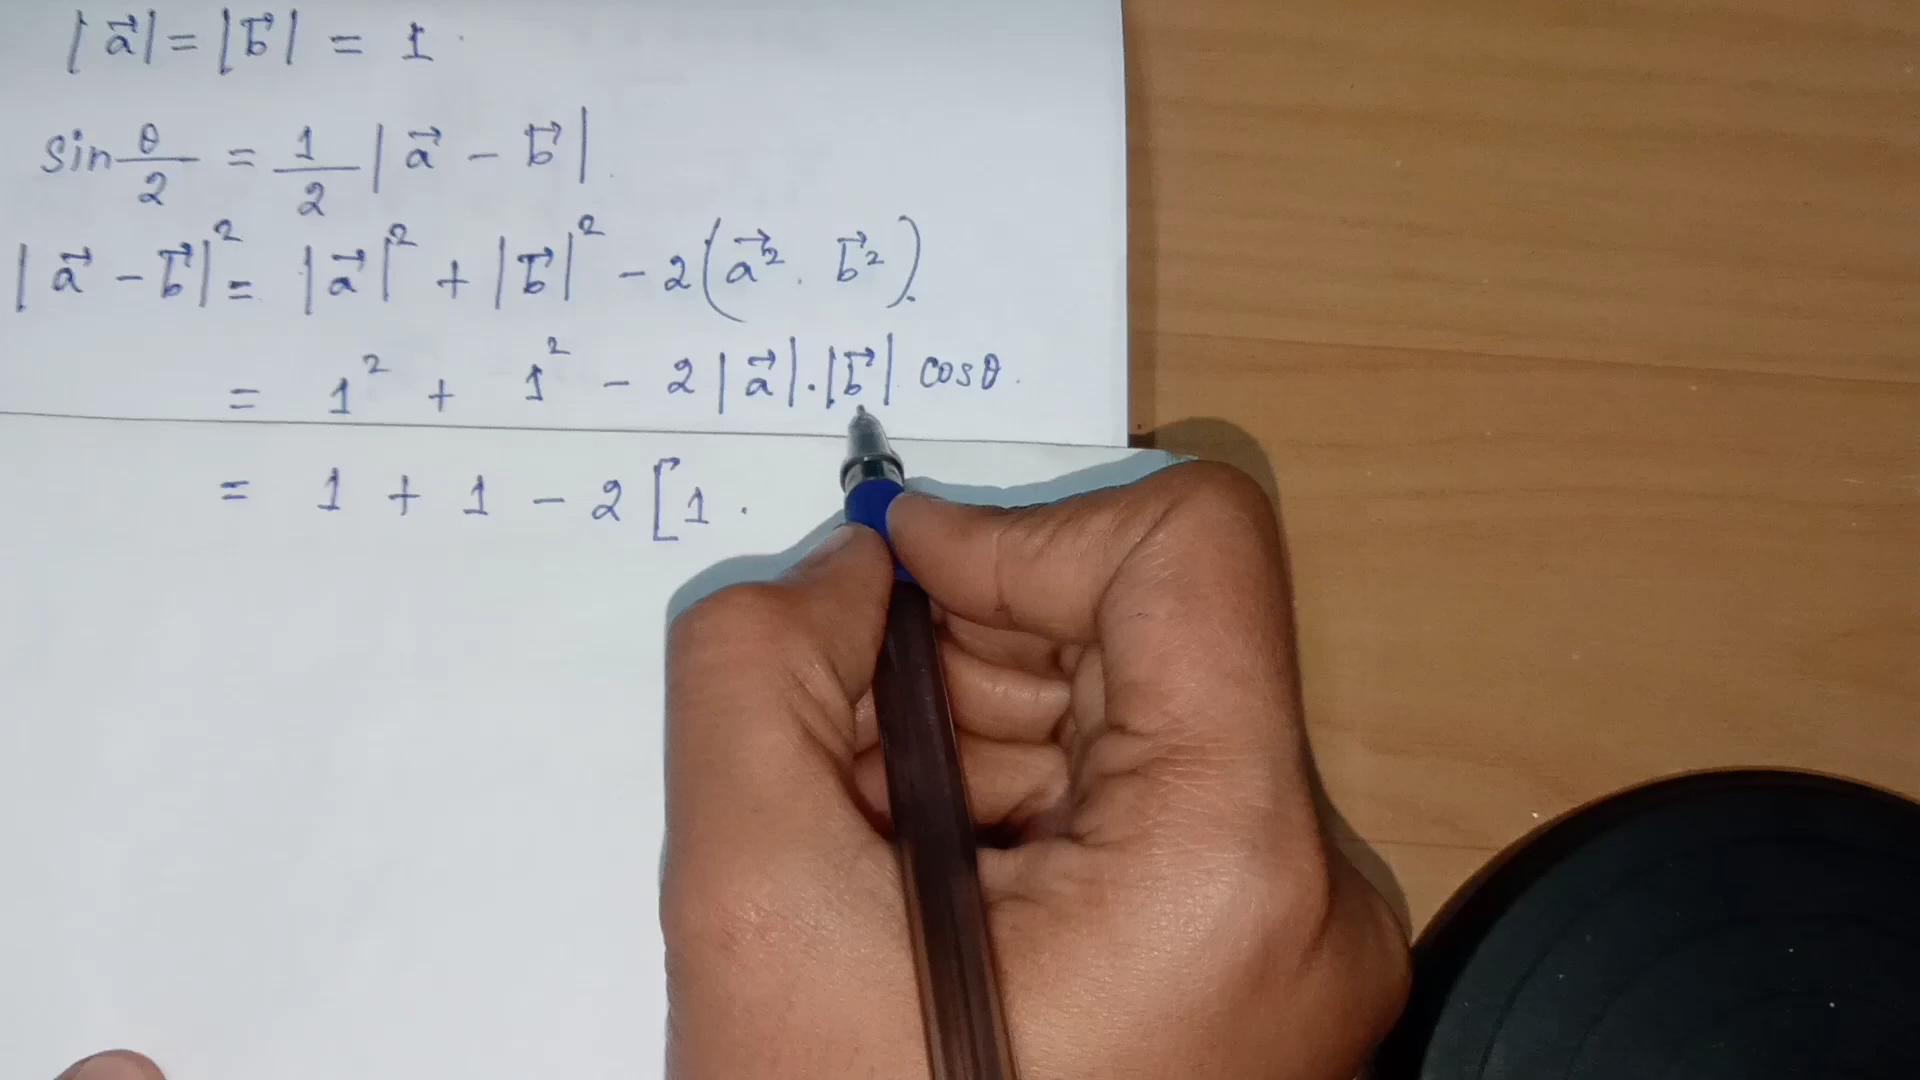 |a⃗| = |b⃗| = 1.
sin θ/2 = 1/2 |a⃗ - b⃗|.
|a⃗ - b⃗|² = |a⃗|² + |b⃗|² - 2(a⃗² . b⃗²).
= 1² + 1² - 2|a⃗|.|b⃗| cosθ.
= 1 + 1 - 2[1 .